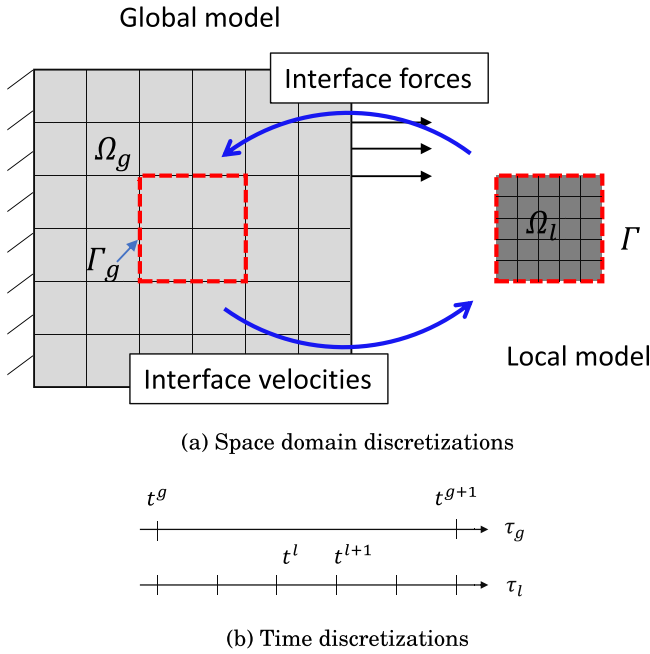 Global model
Interface forces
Ω_g
Γ_g
Ω_l
Γ
Local model
Interface velocities
(a) Space domain discretizations
t^g t^{g+1}
τ_g
t^l t^{l+1}
τ_l
(b) Time discretizations